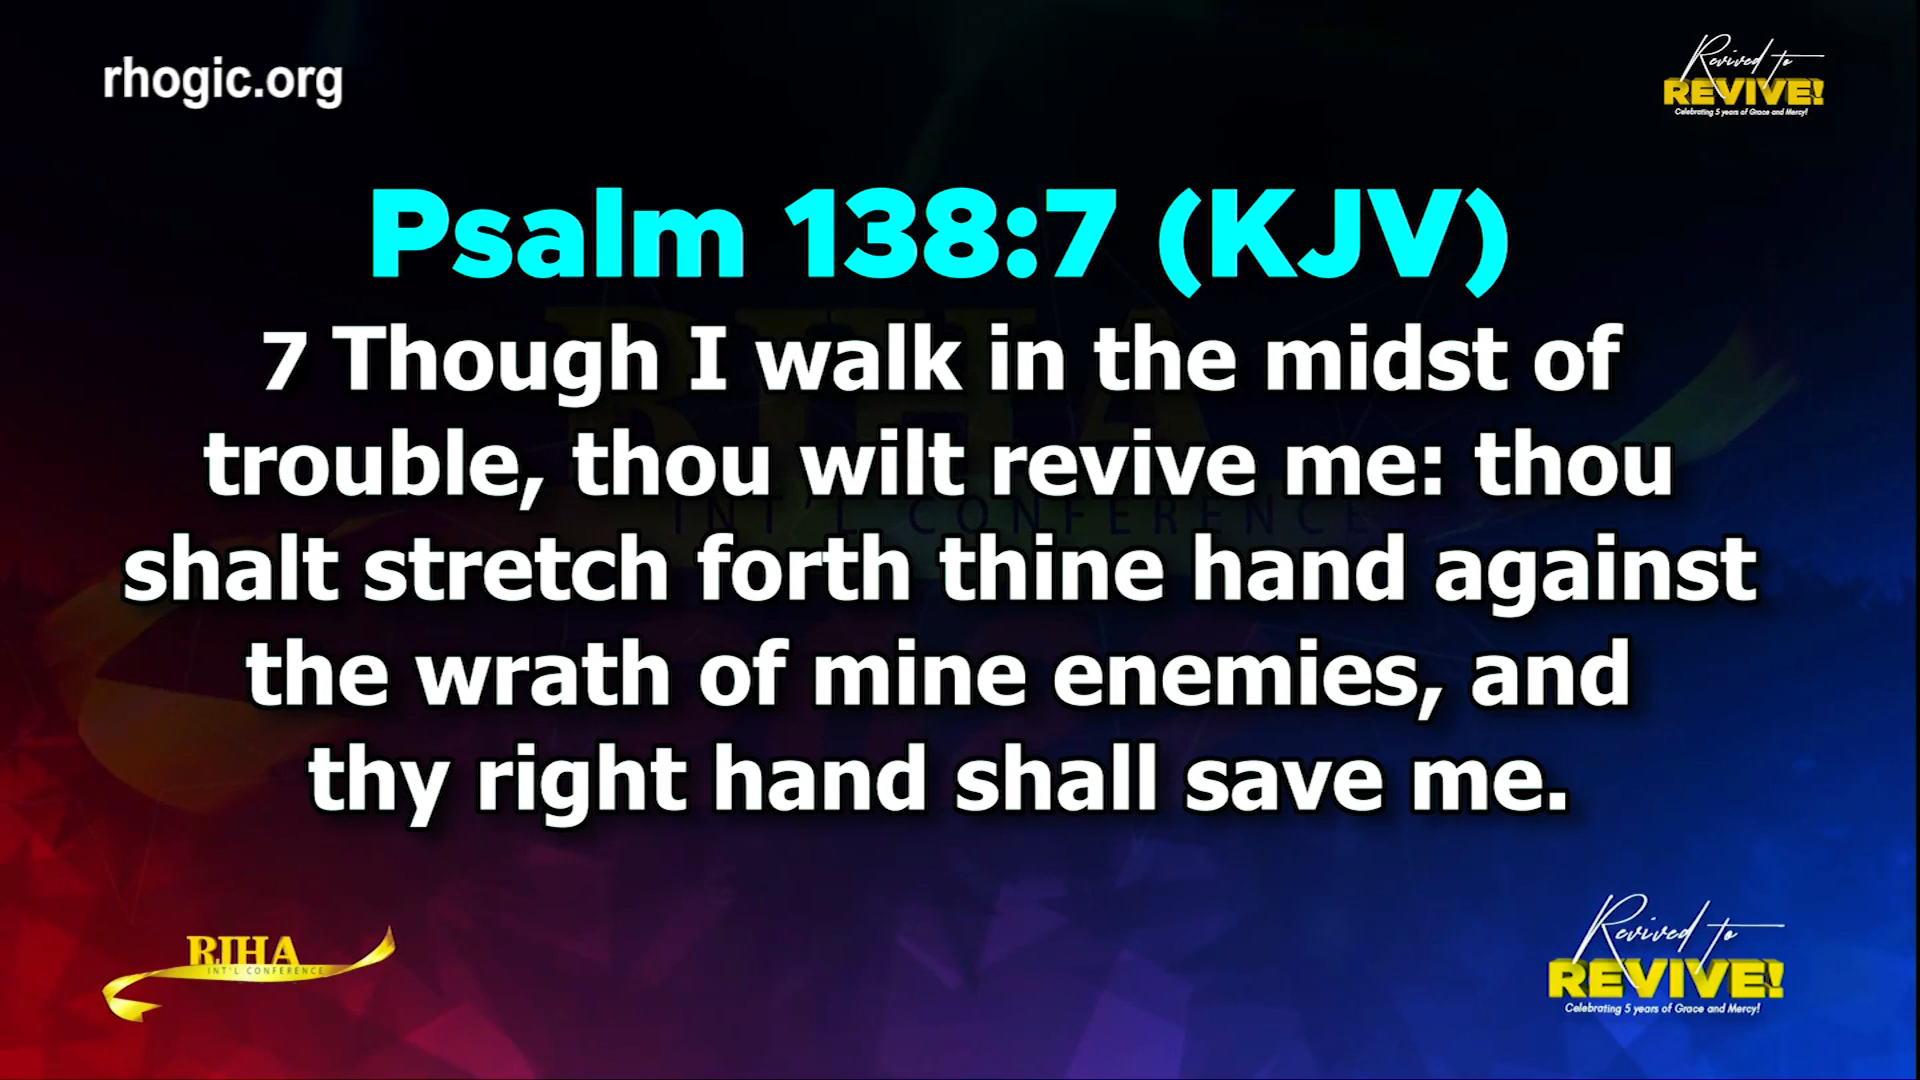 rhogic.org
Revived to
REVIVE!
Celebrating 5 years of Grace and Mercy!
Psalm 138:7 (KJV)
7 Though I walk in the midst of
trouble, thou wilt revive me: thou
shalt stretch forth thine hand against
the wrath of mine enemies, and
thy right hand shall save me.
RIHA
INT'L CONFERENCE
RIHA
INT'L CONFERENCE
Revived to
REVIVE!
Celebrating 5 years of Grace and Mercy!